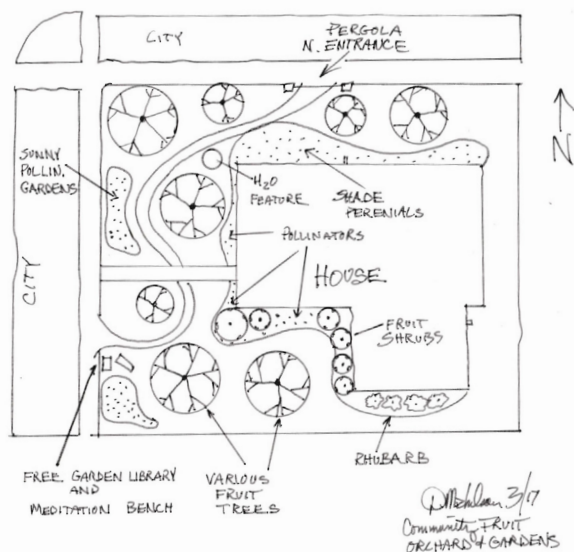 CITY
PERGOLA
N. ENTRANCE
N
SUNNY
POLLIN.
GARDENS
H2O
FEATURE
SHADE
PERENIALS
POLLINATORS
CITY
HOUSE
FRUIT
SHRUBS
RHUBARB
FREE GARDEN LIBRARY
AND
MEDITATION BENCH
VARIOUS
FRUIT
TREES
3/17
Community FRUIT
ORCHARD & GARDENS